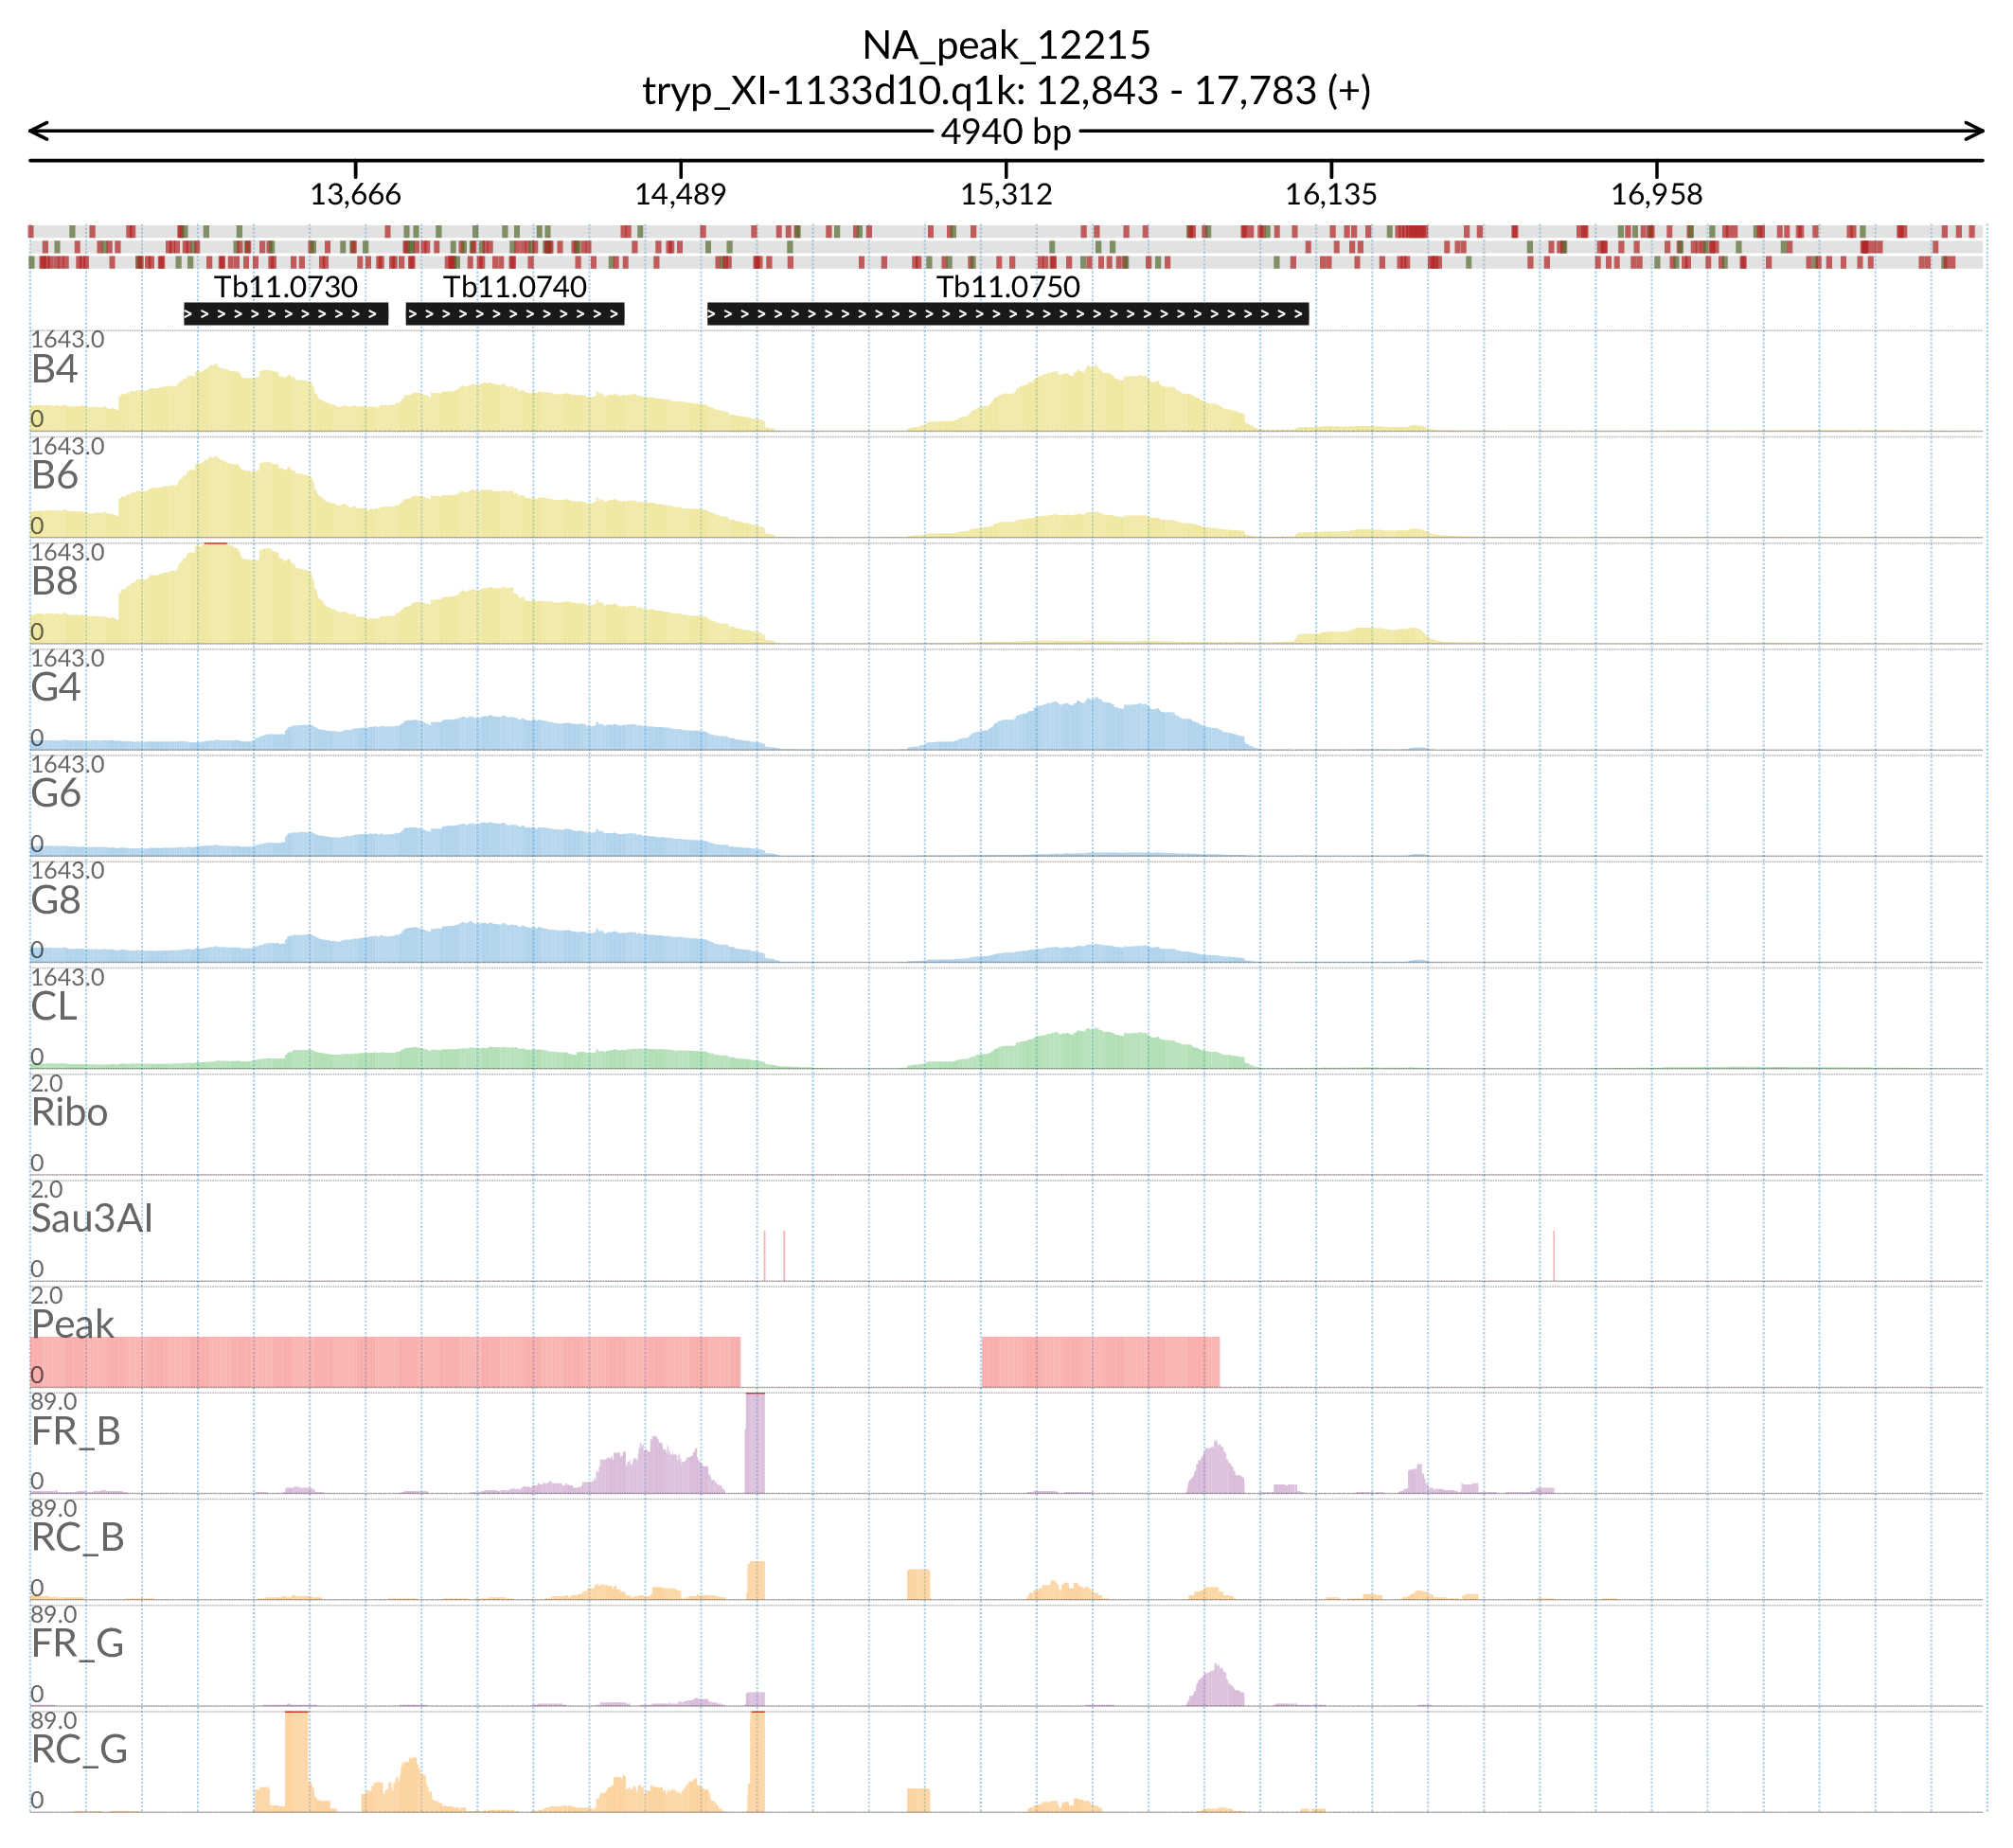 NA_peak_12215
tryp_XI-1133d10.q1k: 12,843 - 17,783 (+)
4940 bp
13,666 14,489 15,312 16,135 16,958
Tb11.0730 Tb11.0740 Tb11.0750
1643.0
B4
0
1643.0
B6
0
1643.0
B8
0
1643.0
G4
0
1643.0
G6
0
1643.0
G8
0
1643.0
CL
0
2.0
Ribo
0
2.0
Sau3AI
0
2.0
Peak
0
89.0
FR_B
0
89.0
RC_B
0
89.0
FR_G
0
89.0
RC_G
0